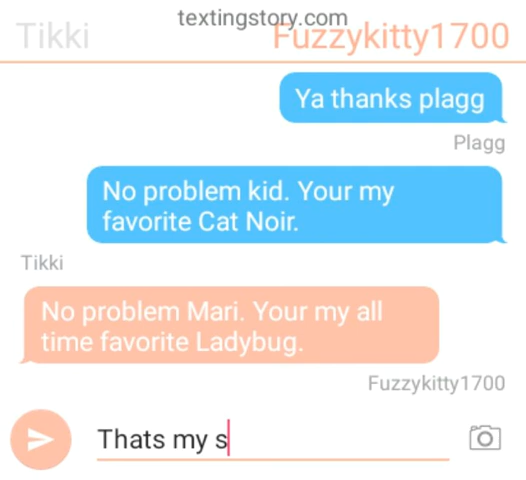 textingstory.com
Tikki
Fuzzykitty1700
Ya thanks plagg
Plagg
No problem kid. Your my
favorite Cat Noir.
Tikki
No problem Mari. Your my all
time favorite Ladybug.
Fuzzykitty1700
Thats my s